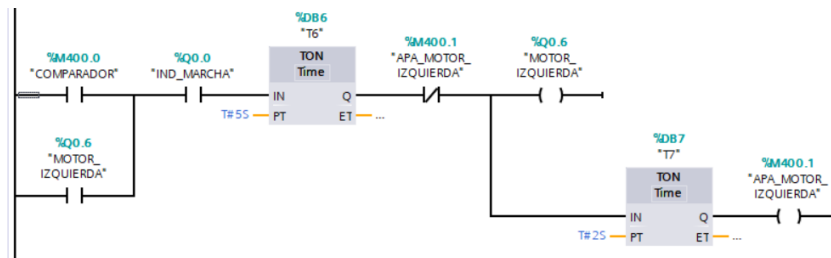 %DB6
"T6"
%M400.0
"COMPARADOR"
%Q0.0
"IND_MARCHA"
TON
Time
IN
Q
T#5S
PT
ET
...
%M400.1
"APA_MOTOR_
IZQUIERDA"
%Q0.6
"MOTOR_
IZQUIERDA"
%Q0.6
"MOTOR_
IZQUIERDA"
%DB7
"T7"
TON
Time
IN
Q
T#2S
PT
ET
...
%M400.1
"APA_MOTOR_
IZQUIERDA"